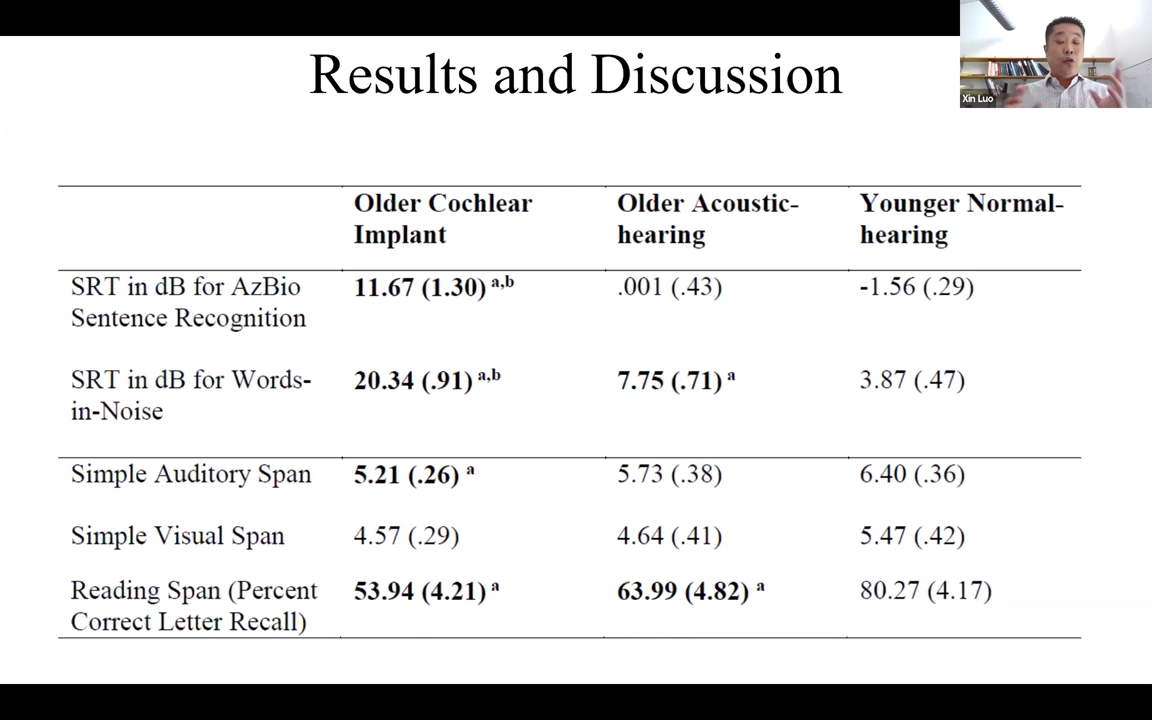 Results and Discussion
Xin Luo
Older Cochlear Implant
Older Acoustic-hearing
Younger Normal-hearing
SRT in dB for AzBio Sentence Recognition
11.67 (1.30) a,b
.001 (.43)
-1.56 (.29)
SRT in dB for Words-in-Noise
20.34 (.91) a,b
7.75 (.71) a
3.87 (.47)
Simple Auditory Span
5.21 (.26) a
5.73 (.38)
6.40 (.36)
Simple Visual Span
4.57 (.29)
4.64 (.41)
5.47 (.42)
Reading Span (Percent Correct Letter Recall)
53.94 (4.21) a
63.99 (4.82) a
80.27 (4.17)